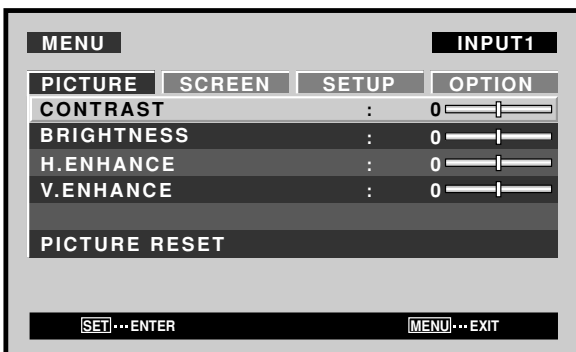 MENU INPUT1
PICTURE SCREEN SETUP OPTION
CONTRAST : 0
BRIGHTNESS : 0
H.ENHANCE : 0
V.ENHANCE : 0
PICTURE RESET
SET···ENTER MENU···EXIT